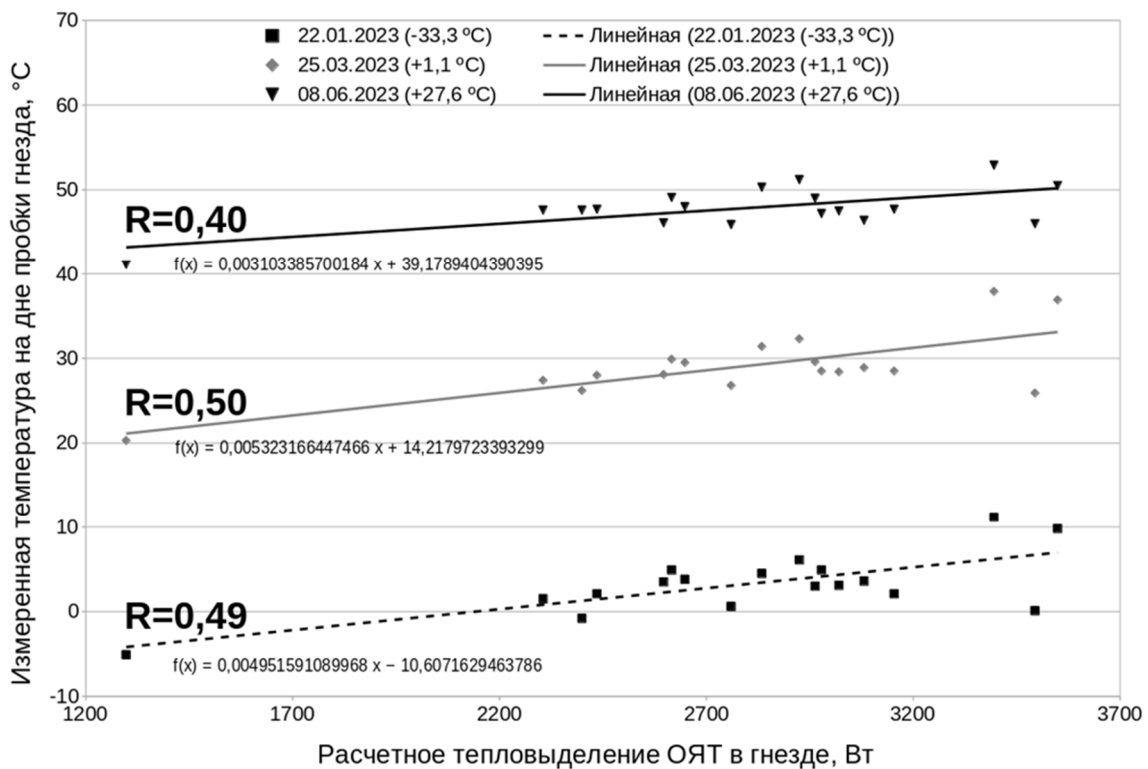 70
60
50
40
30
20
10
0
-10
Измеренная температура на дне пробки гнезда, °C
22.01.2023 (-33,3 ºC)
25.03.2023 (+1,1 ºC)
08.06.2023 (+27,6 ºC)
Линейная (22.01.2023 (-33,3 ºC))
Линейная (25.03.2023 (+1,1 ºC))
Линейная (08.06.2023 (+27,6 ºC))
R=0,40
f(x) = 0,003103385700184 x + 39,1789404390395
R=0,50
f(x) = 0,005323166447466 x + 14,2179723393299
R=0,49
f(x) = 0,004951591089968 x − 10,6071629463786
1200
1700
2200
2700
3200
3700
Расчетное тепловыделение ОЯТ в гнезде, Вт